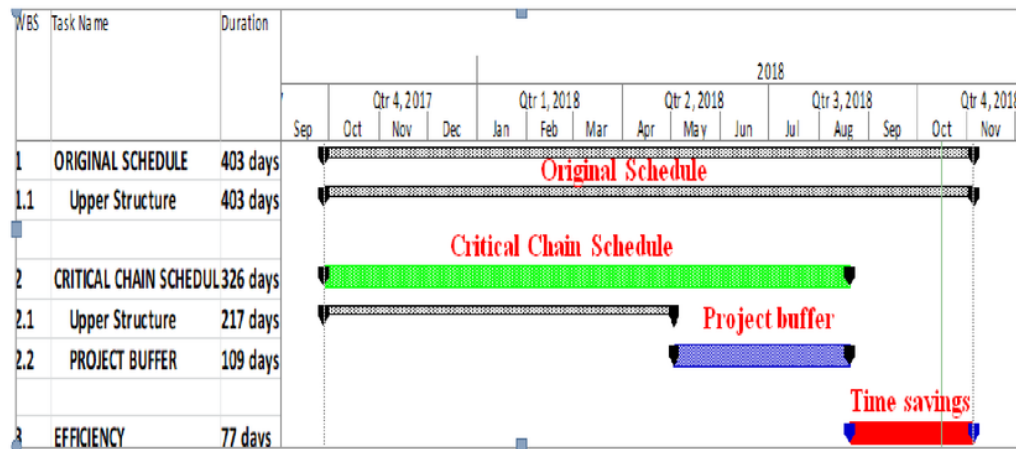 WBS Task Name Duration
2018
Qtr 4, 2017 Qtr 1, 2018 Qtr 2, 2018 Qtr 3, 2018 Qtr 4, 2018
Sep Oct Nov Dec Jan Feb Mar Apr May Jun Jul Aug Sep Oct Nov
1 ORIGINAL SCHEDULE 403 days
Original Schedule
1.1 Upper Structure 403 days
Critical Chain Schedule
2 CRITICAL CHAIN SCHEDUL 326 days
2.1 Upper Structure 217 days
Project buffer
2.2 PROJECT BUFFER 109 days
Time savings
3 EFFICIENCY 77 days